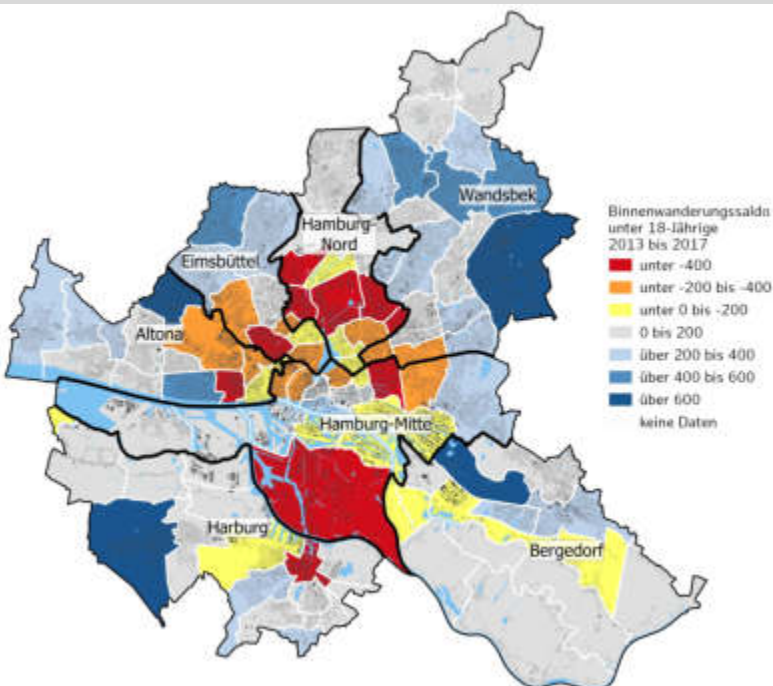 Wandsbek
Hamburg-
Nord
Eimsbüttel
Altona
Hamburg-Mitte
Harburg
Bergedorf
Binnenwanderungssaldo
unter 18-Jährige
2013 bis 2017
unter -400
unter -200 bis -400
unter 0 bis -200
0 bis 200
über 200 bis 400
über 400 bis 600
über 600
keine Daten